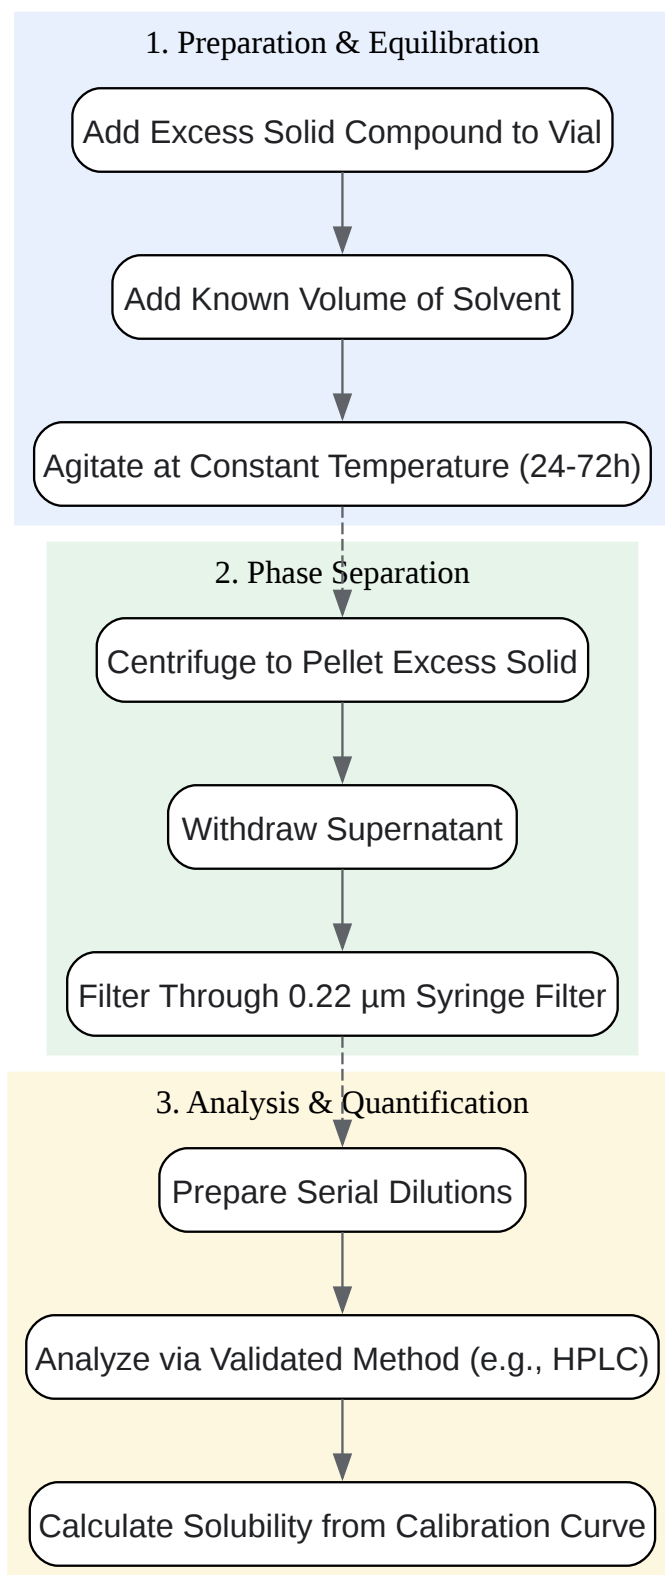 1. Preparation & Equilibration
Add Excess Solid Compound to Vial
Add Known Volume of Solvent
Agitate at Constant Temperature (24-72h)
2. Phase Separation
Centrifuge to Pellet Excess Solid
Withdraw Supernatant
Filter Through 0.22 µm Syringe Filter
3. Analysis & Quantification
Prepare Serial Dilutions
Analyze via Validated Method (e.g., HPLC)
Calculate Solubility from Calibration Curve